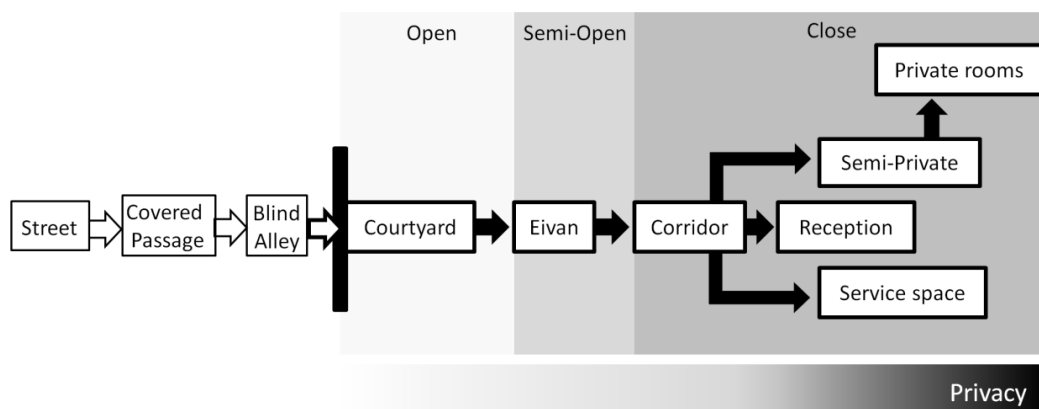 Open
Semi-Open
Close
Private rooms
Semi-Private
Street
Covered
Passage
Blind
Alley
Courtyard
Eivan
Corridor
Reception
Service space
Privacy